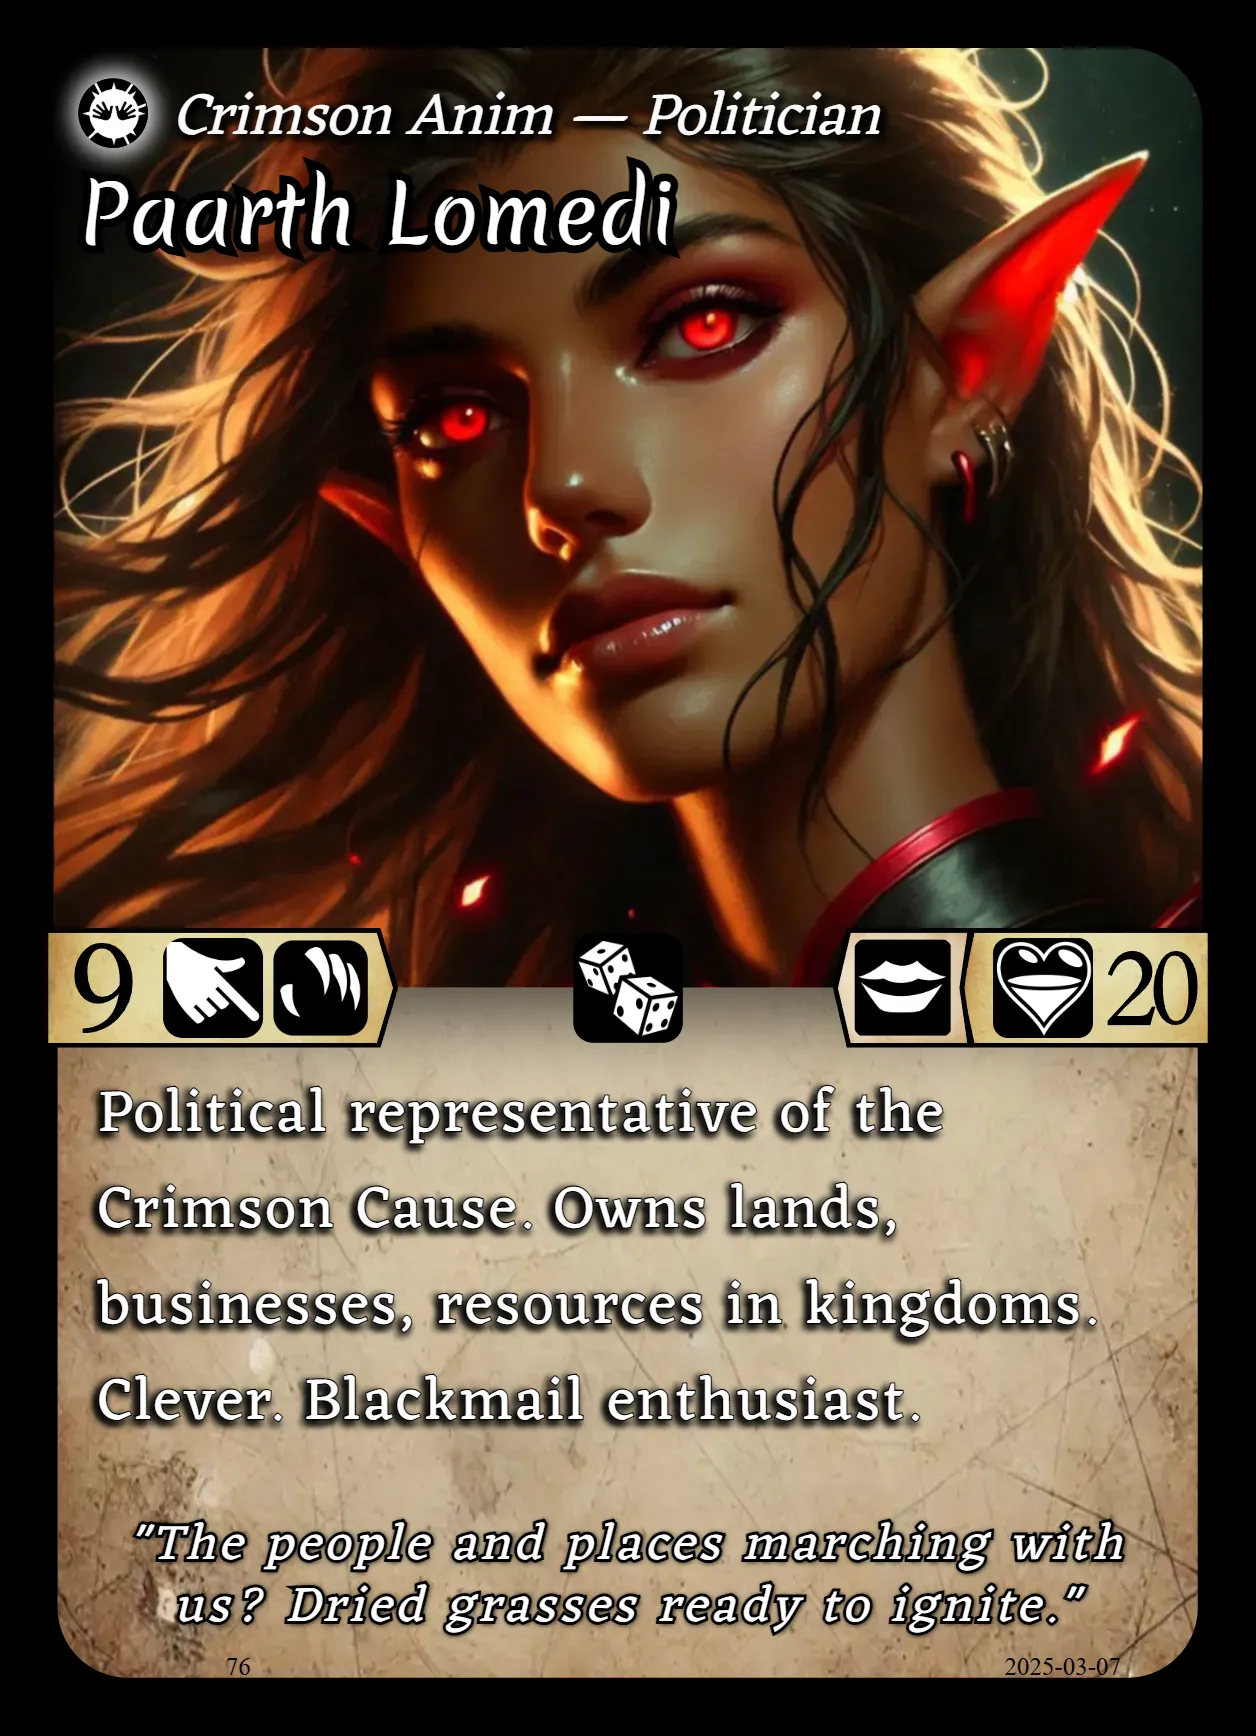 Crimson Anim — Politician
Paarth Lomedi
9
20
Political representative of the
Crimson Cause. Owns lands,
businesses, resources in kingdoms.
Clever. Blackmail enthusiast.
"The people and places marching with
us? Dried grasses ready to ignite."
76
2025-03-07